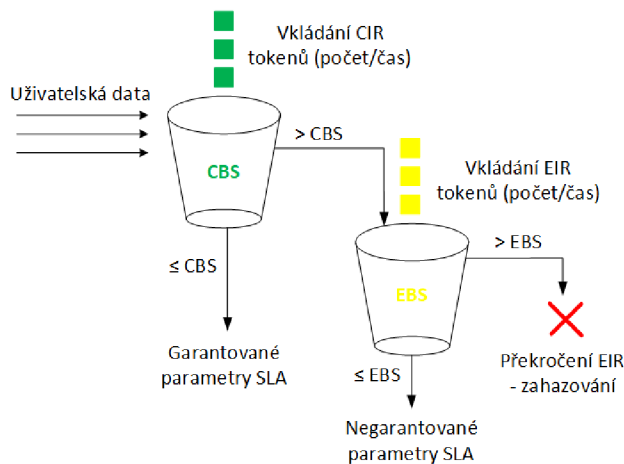 Vkládání CIR
tokenů (počet/čas)
Uživatelská data
> CBS
CBS
Vkládání EIR
tokenů (počet/čas)
> EBS
≤ CBS
EBS
Garantované
parametry SLA
Překročení EIR
- zahazování
≤ EBS
Negarantované
parametry SLA